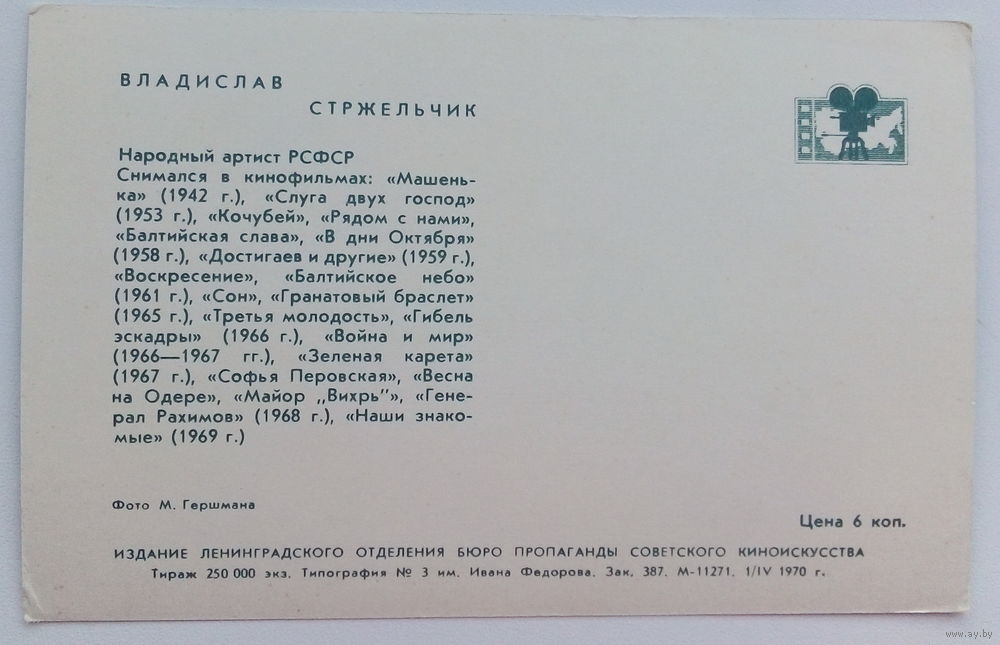 ВЛАДИСЛАВ
СТРЖЕЛЬЧИК
Народный артист РСФСР
Снимался в кинофильмах: «Машень-
ка» (1942 г.), «Слуга двух господ»
(1953 г.), «Кочубей», «Рядом с нами»,
«Балтийская слава», «В дни Октября»
(1958 г.), «Достигаев и другие» (1959 г.),
«Воскресение», «Балтийское небо»
(1961 г.), «Сон», «Гранатовый браслет»
(1965 г.), «Третья молодость», «Гибель
эскадры» (1966 г.), «Война и мир»
(1966—1967 гг.), «Зеленая карета»
(1967 г.), «Софья Перовская», «Весна
на Одере», «Майор „Вихрь"», «Гене-
рал Рахимов» (1968 г.), «Наши знако-
мые» (1969 г.)
Фото М. Гершмана
Цена 6 коп.
ИЗДАНИЕ ЛЕНИНГРАДСКОГО ОТДЕЛЕНИЯ БЮРО ПРОПАГАНДЫ СОВЕТСКОГО КИНОИСКУССТВА
Тираж 250 000 экз. Типография № 3 им. Ивана Федорова. Зак. 387. М-11271. 1/IV 1970 г.
www.ay.by